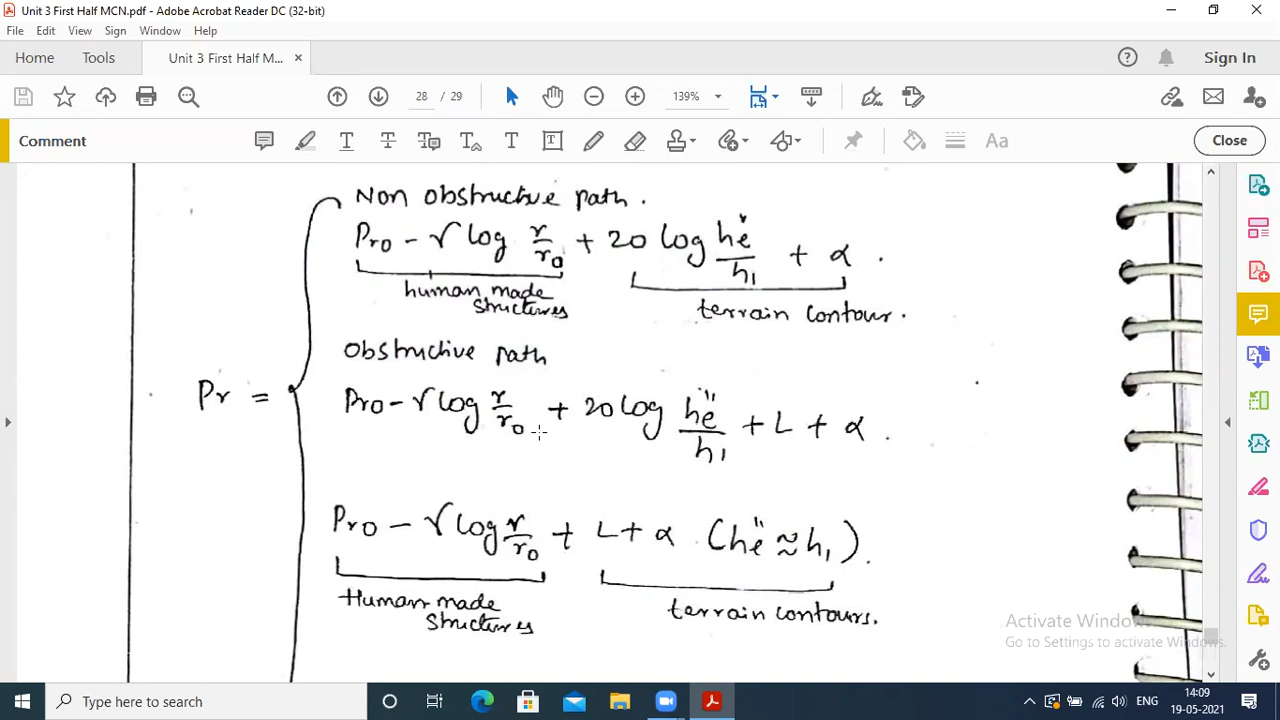 Unit 3 First Half MCN.pdf - Adobe Acrobat Reader DC (32-bit)
File Edit View Sign Window Help
Home Tools Unit 3 First Half M... × Sign In
28 / 29 139%
Comment Close
Non obstructive path.
Pro - γ log r/r0 + 20 log he'/h1 + α.
human made structures
terrain contour.
Obstructive path
Pr =
Pro - γ log r/r0 + 20 log he''/h1 + L + α.
Pro - γ log r/r0 + L + α (he'' ≈ h1).
Human made structures
terrain contours.
Activate Windows
Go to Settings to activate Windows.
Type here to search
14:09
19-05-2021